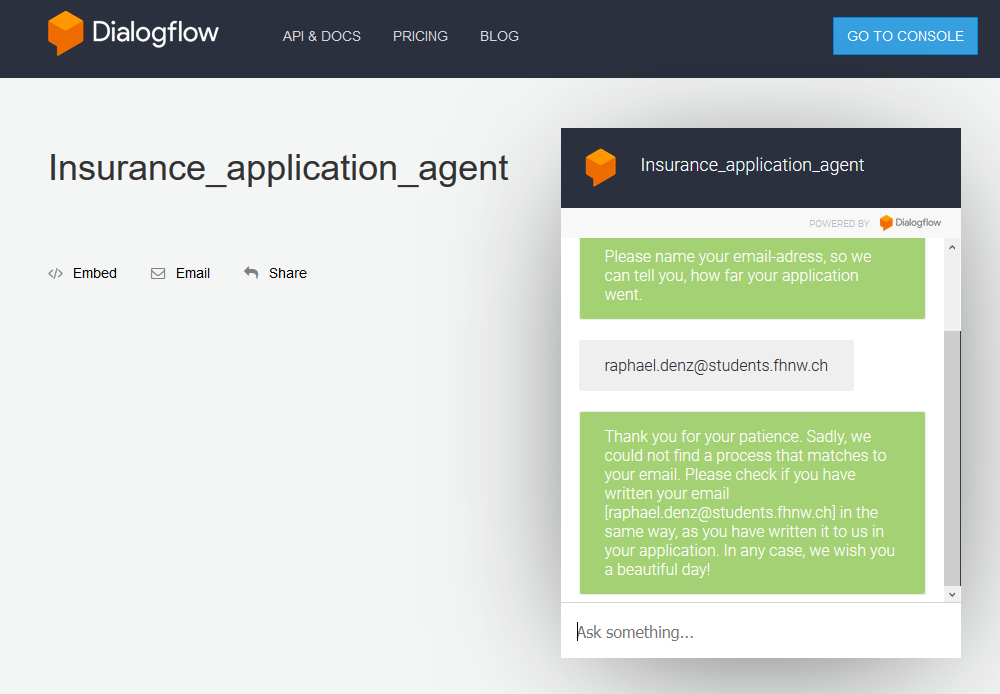 Dialogflow
API & DOCS
PRICING
BLOG
GO TO CONSOLE
Insurance_application_agent
Embed
Email
Share
Insurance_application_agent
POWERED BY Dialogflow
Please name your email-adress, so we
can tell you, how far your application
went.
raphael.denz@students.fhnw.ch
Thank you for your patience. Sadly, we
could not find a process that matches to
your email. Please check if you have
written your email
[raphael.denz@students.fhnw.ch] in the
same way, as you have written it to us in
your application. In any case, we wish you
a beautiful day!
Ask something...